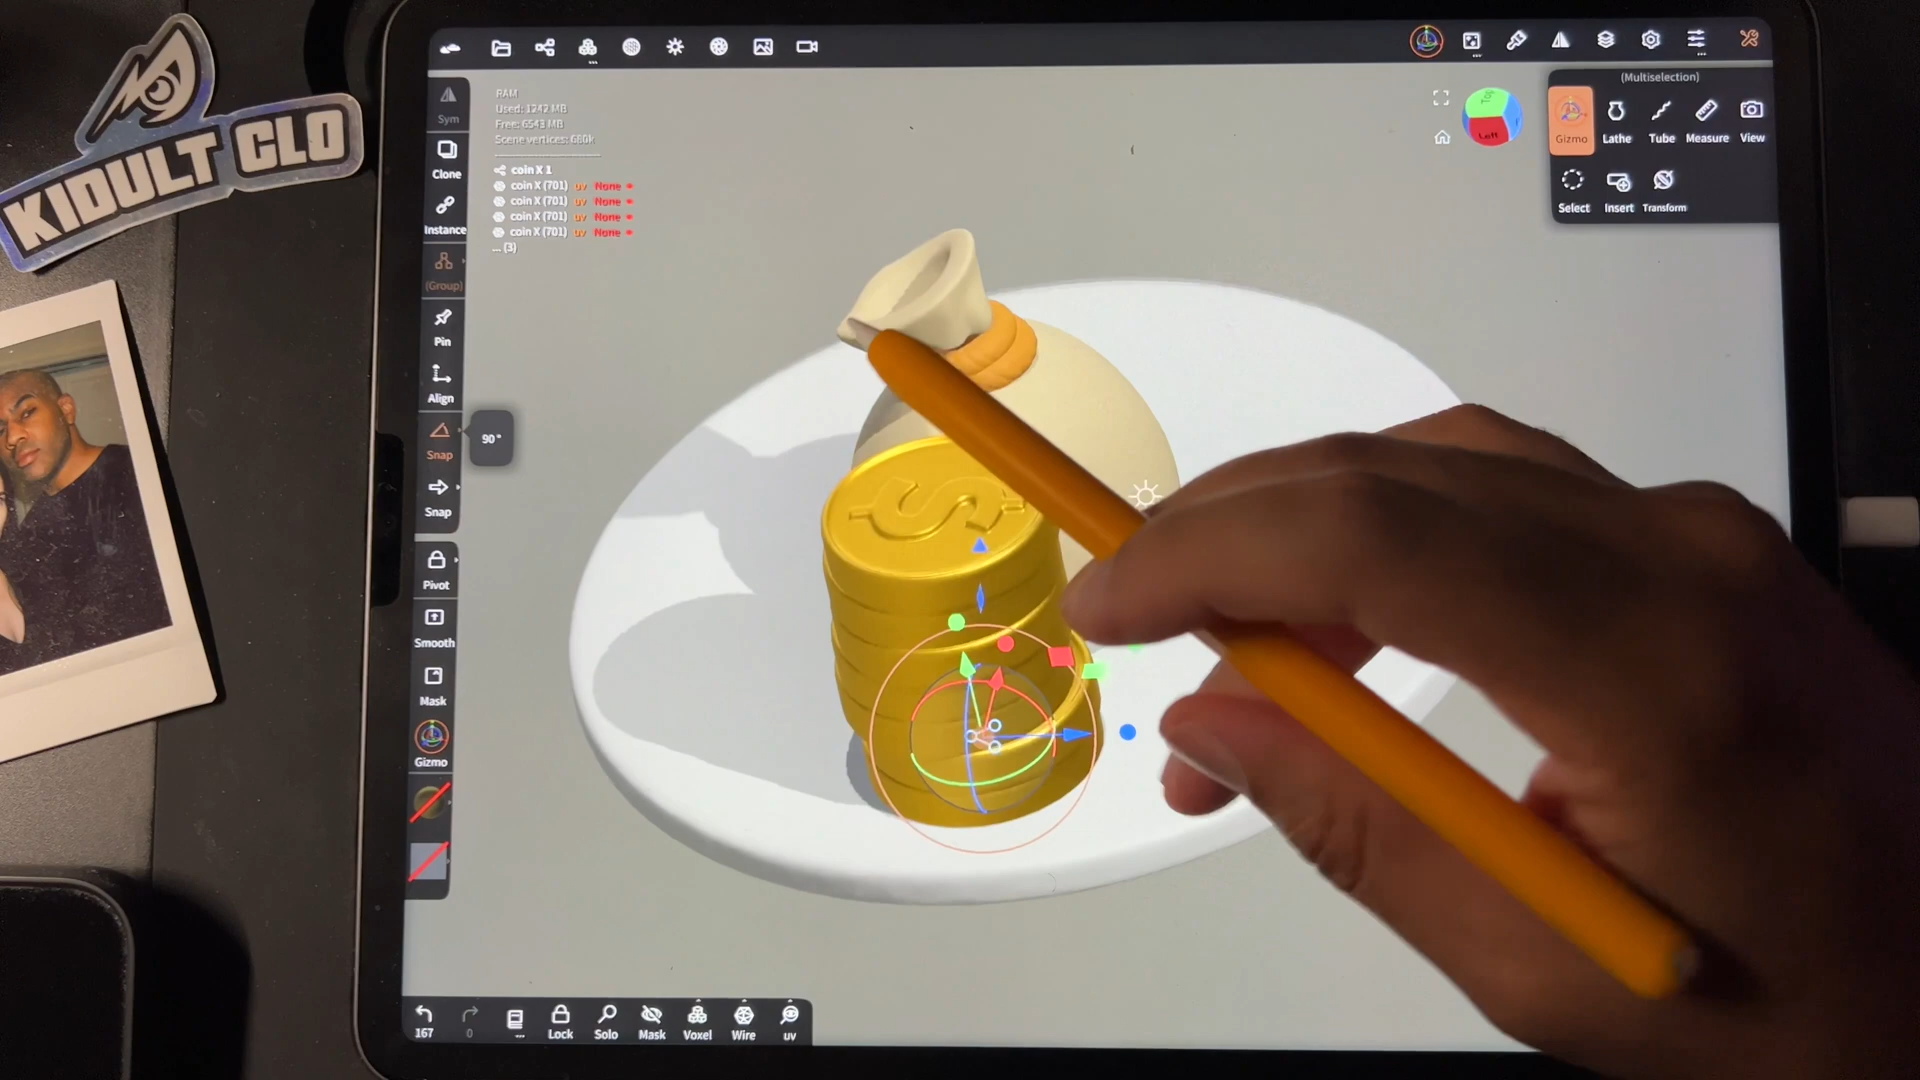 KIDULT CLO
RAM
Used: 1242 MB
Free: 6543 MB
Scene vertices: 680k
coin X 1
coin X (701) uv None
coin X (701) uv None
coin X (701) uv None
coin X (701) uv None
... (3)
Sym
Clone
Instance
(Group)
Pin
Align
Snap
90°
Snap
Pivot
Smooth
Mask
Gizmo
Top
Left
(Multiselection)
Gizmo Lathe Tube Measure View
Select Insert Transform
$
167 0 ... Lock Solo Mask Voxel Wire uv